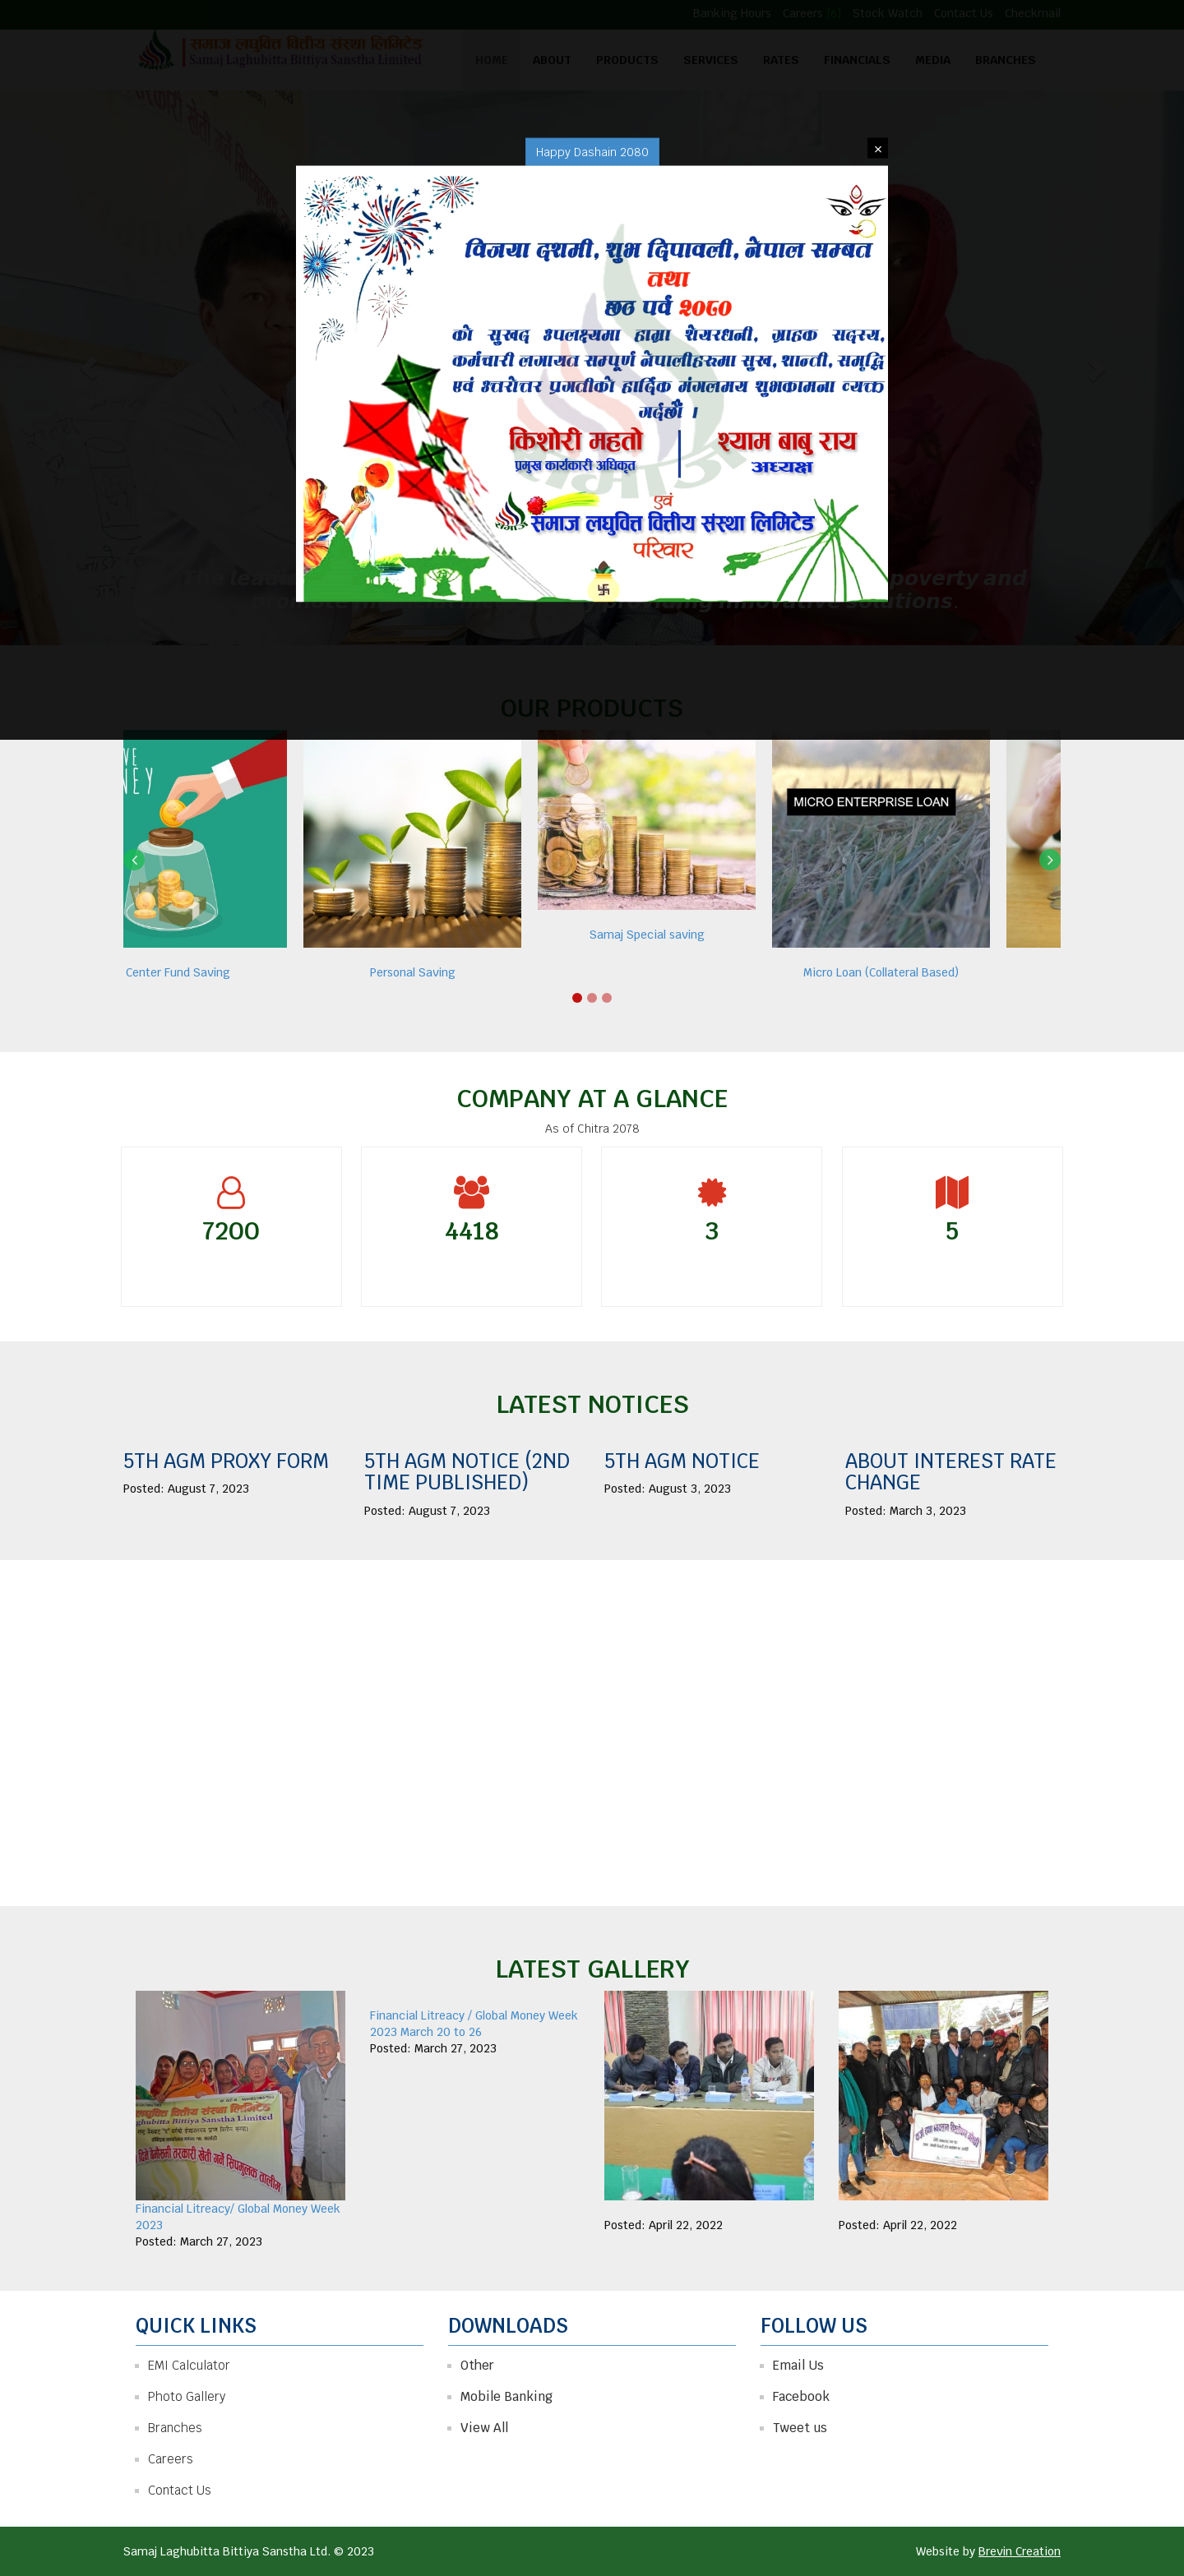 Banking Hours Careers (6) Stock Watch Contact Us Checkmail
समाज लघुवित्त वित्तीय संस्था लिमिटेड
Samaj Laghubitta Bittiya Sanstha Limited
HOME ABOUT PRODUCTS SERVICES RATES FINANCIALS MEDIA BRANCHES
Happy Dashain 2080
×
विजया दशमी, शुभ दिपावली, नेपाल सम्बत
तथा
छठ पर्व २०८०
को सुखद उपलक्ष्यमा हाम्रा शेयरधनी, ग्राहक सदस्य,
कर्मचारी लगायत सम्पूर्ण नेपालीहरुमा सुख, शान्ती, समृद्धि
एवं उत्तरोत्तर प्रगतीको हार्दिक मंगलमय शुभकामना व्यक्त
गर्दछौं ।
किशोरी महतो
प्रमुख कार्यकारी अधिकृत
श्याम बाबु राय
अध्यक्ष
एवं
समाज लघुवित्त वित्तीय संस्था लिमिटेड
परिवार
The lea
poverty and
providing innovative solutions.
OUR PRODUCTS
MICRO ENTERPRISE LOAN
Samaj Special saving
Center Fund Saving
Personal Saving
Micro Loan (Collateral Based)
COMPANY AT A GLANCE
As of Chitra 2078
7200
4418
3
5
LATEST NOTICES
5TH AGM PROXY FORM
Posted: August 7, 2023
5TH AGM NOTICE (2ND
TIME PUBLISHED)
Posted: August 7, 2023
5TH AGM NOTICE
Posted: August 3, 2023
ABOUT INTEREST RATE
CHANGE
Posted: March 3, 2023
LATEST GALLERY
Financial Litreacy/ Global Money Week
2023
Posted: March 27, 2023
Financial Litreacy / Global Money Week
2023 March 20 to 26
Posted: March 27, 2023
Posted: April 22, 2022
Posted: April 22, 2022
QUICK LINKS
EMI Calculator
Photo Gallery
Branches
Careers
Contact Us
DOWNLOADS
Other
Mobile Banking
View All
FOLLOW US
Email Us
Facebook
Tweet us
Samaj Laghubitta Bittiya Sanstha Ltd. © 2023
Website by Brevin Creation